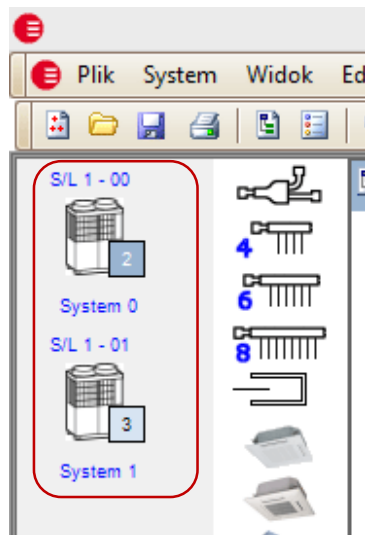 Plik System Widok Ed
S/L 1 - 00
2
System 0
S/L 1 - 01
3
System 1
4
6
8